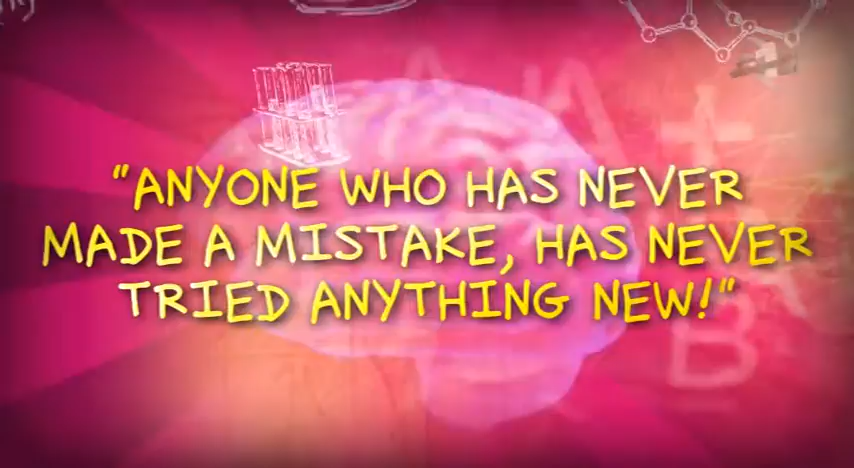 "ANYONE WHO HAS NEVER
MADE A MISTAKE, HAS NEVER
TRIED ANYTHING NEW!"
A+
B